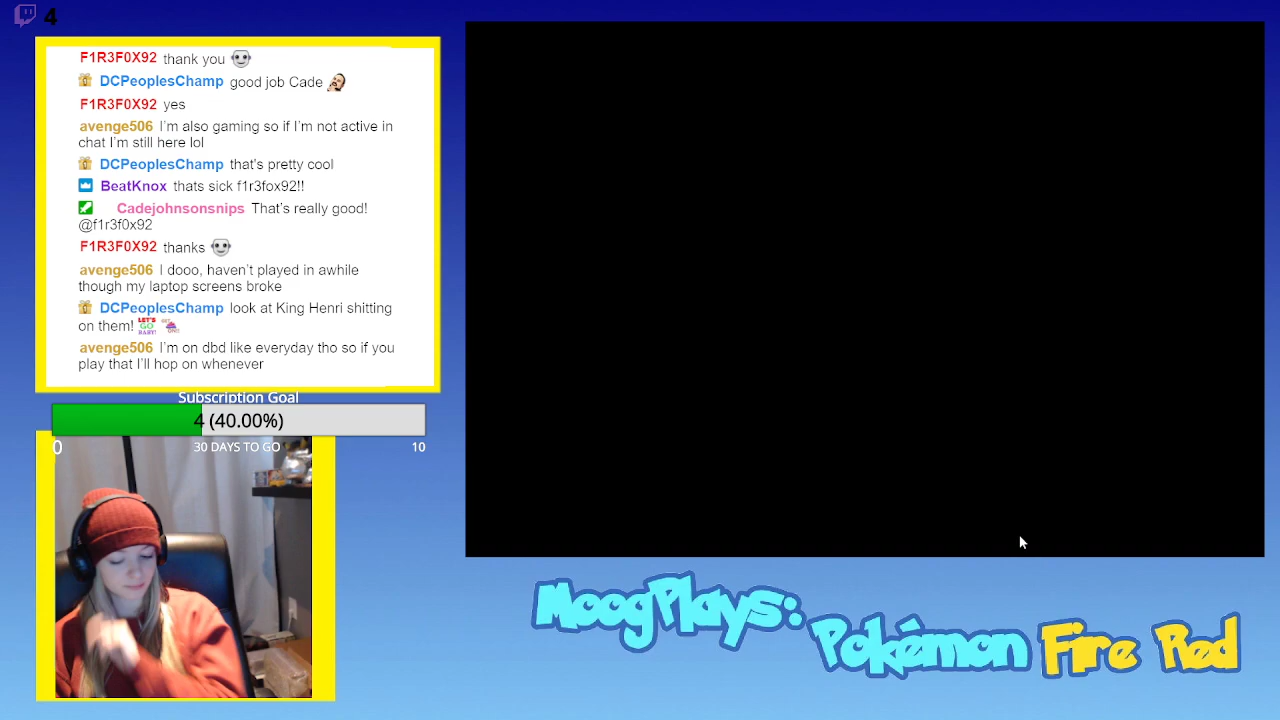 4
F1R3F0X92 thank you
DCPeoplesChamp good job Cade
F1R3F0X92 yes
avenge506 I'm also gaming so if I'm not active in
chat I'm still here lol
DCPeoplesChamp that's pretty cool
BeatKnox thats sick f1r3fox92!!
Cadejohnsonsnips That's really good!
@f1r3f0x92
F1R3F0X92 thanks
avenge506 I dooo, haven't played in awhile
though my laptop screens broke
DCPeoplesChamp look at King Henri shitting
on them! LET'S GO BABY!
avenge506 I'm on dbd like everyday tho so if you
play that I'll hop on whenever
Subscription Goal
4 (40.00%)
0 30 DAYS TO GO 10
MoogPlays:
Pokémon Fire Red